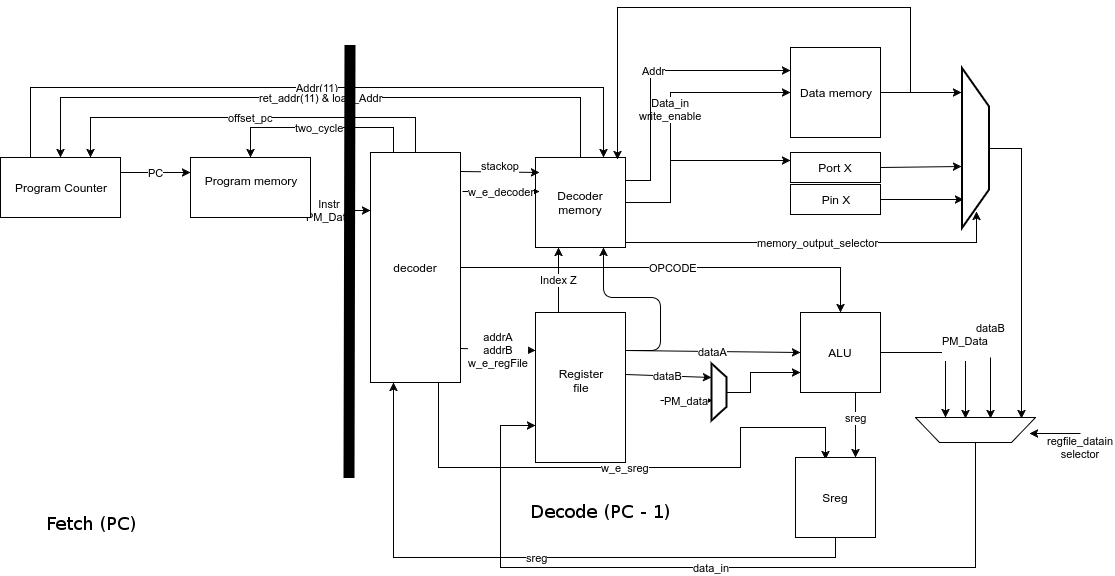 Addr(11)
ret_addr(11) & load_Addr
offset_pc
two_cycle
Program Counter
PC
Program memory
Instr
PM_Data
decoder
stackop
w_e_decoder
Decoder
memory
Addr
Data_in
write_enable
Data memory
Port X
Pin X
memory_output_selector
OPCODE
Index Z
addrA
addrB
w_e_regFile
Register
file
dataA
dataB
PM_data
ALU
dataB
PM_Data
sreg
regfile_datain
selector
w_e_sreg
Sreg
Fetch (PC)
Decode (PC - 1)
sreg
data_in